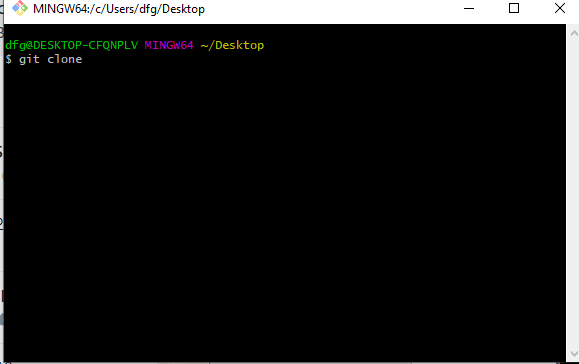 MINGW64:/c/Users/dfg/Desktop
dfg@DESKTOP-CFQNPLV MINGW64 ~/Desktop
$ git clone